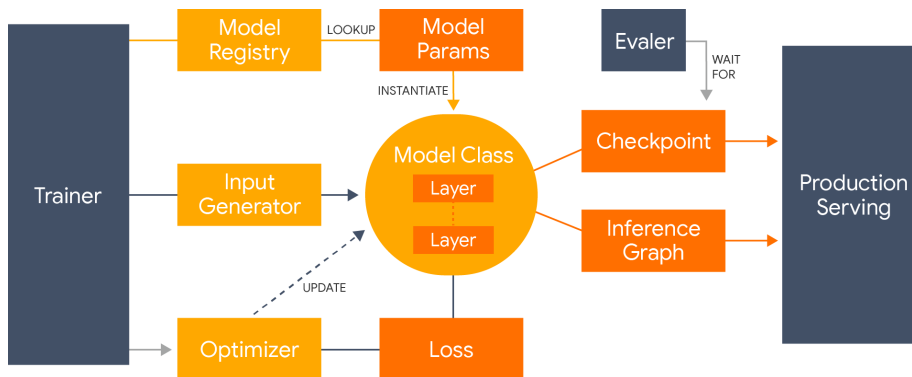 Trainer
Model
Registry
LOOKUP
Model
Params
INSTANTIATE
Input
Generator
Model Class
Layer
Layer
UPDATE
Optimizer
Loss
Evaler
WAIT
FOR
Checkpoint
Inference
Graph
Production
Serving